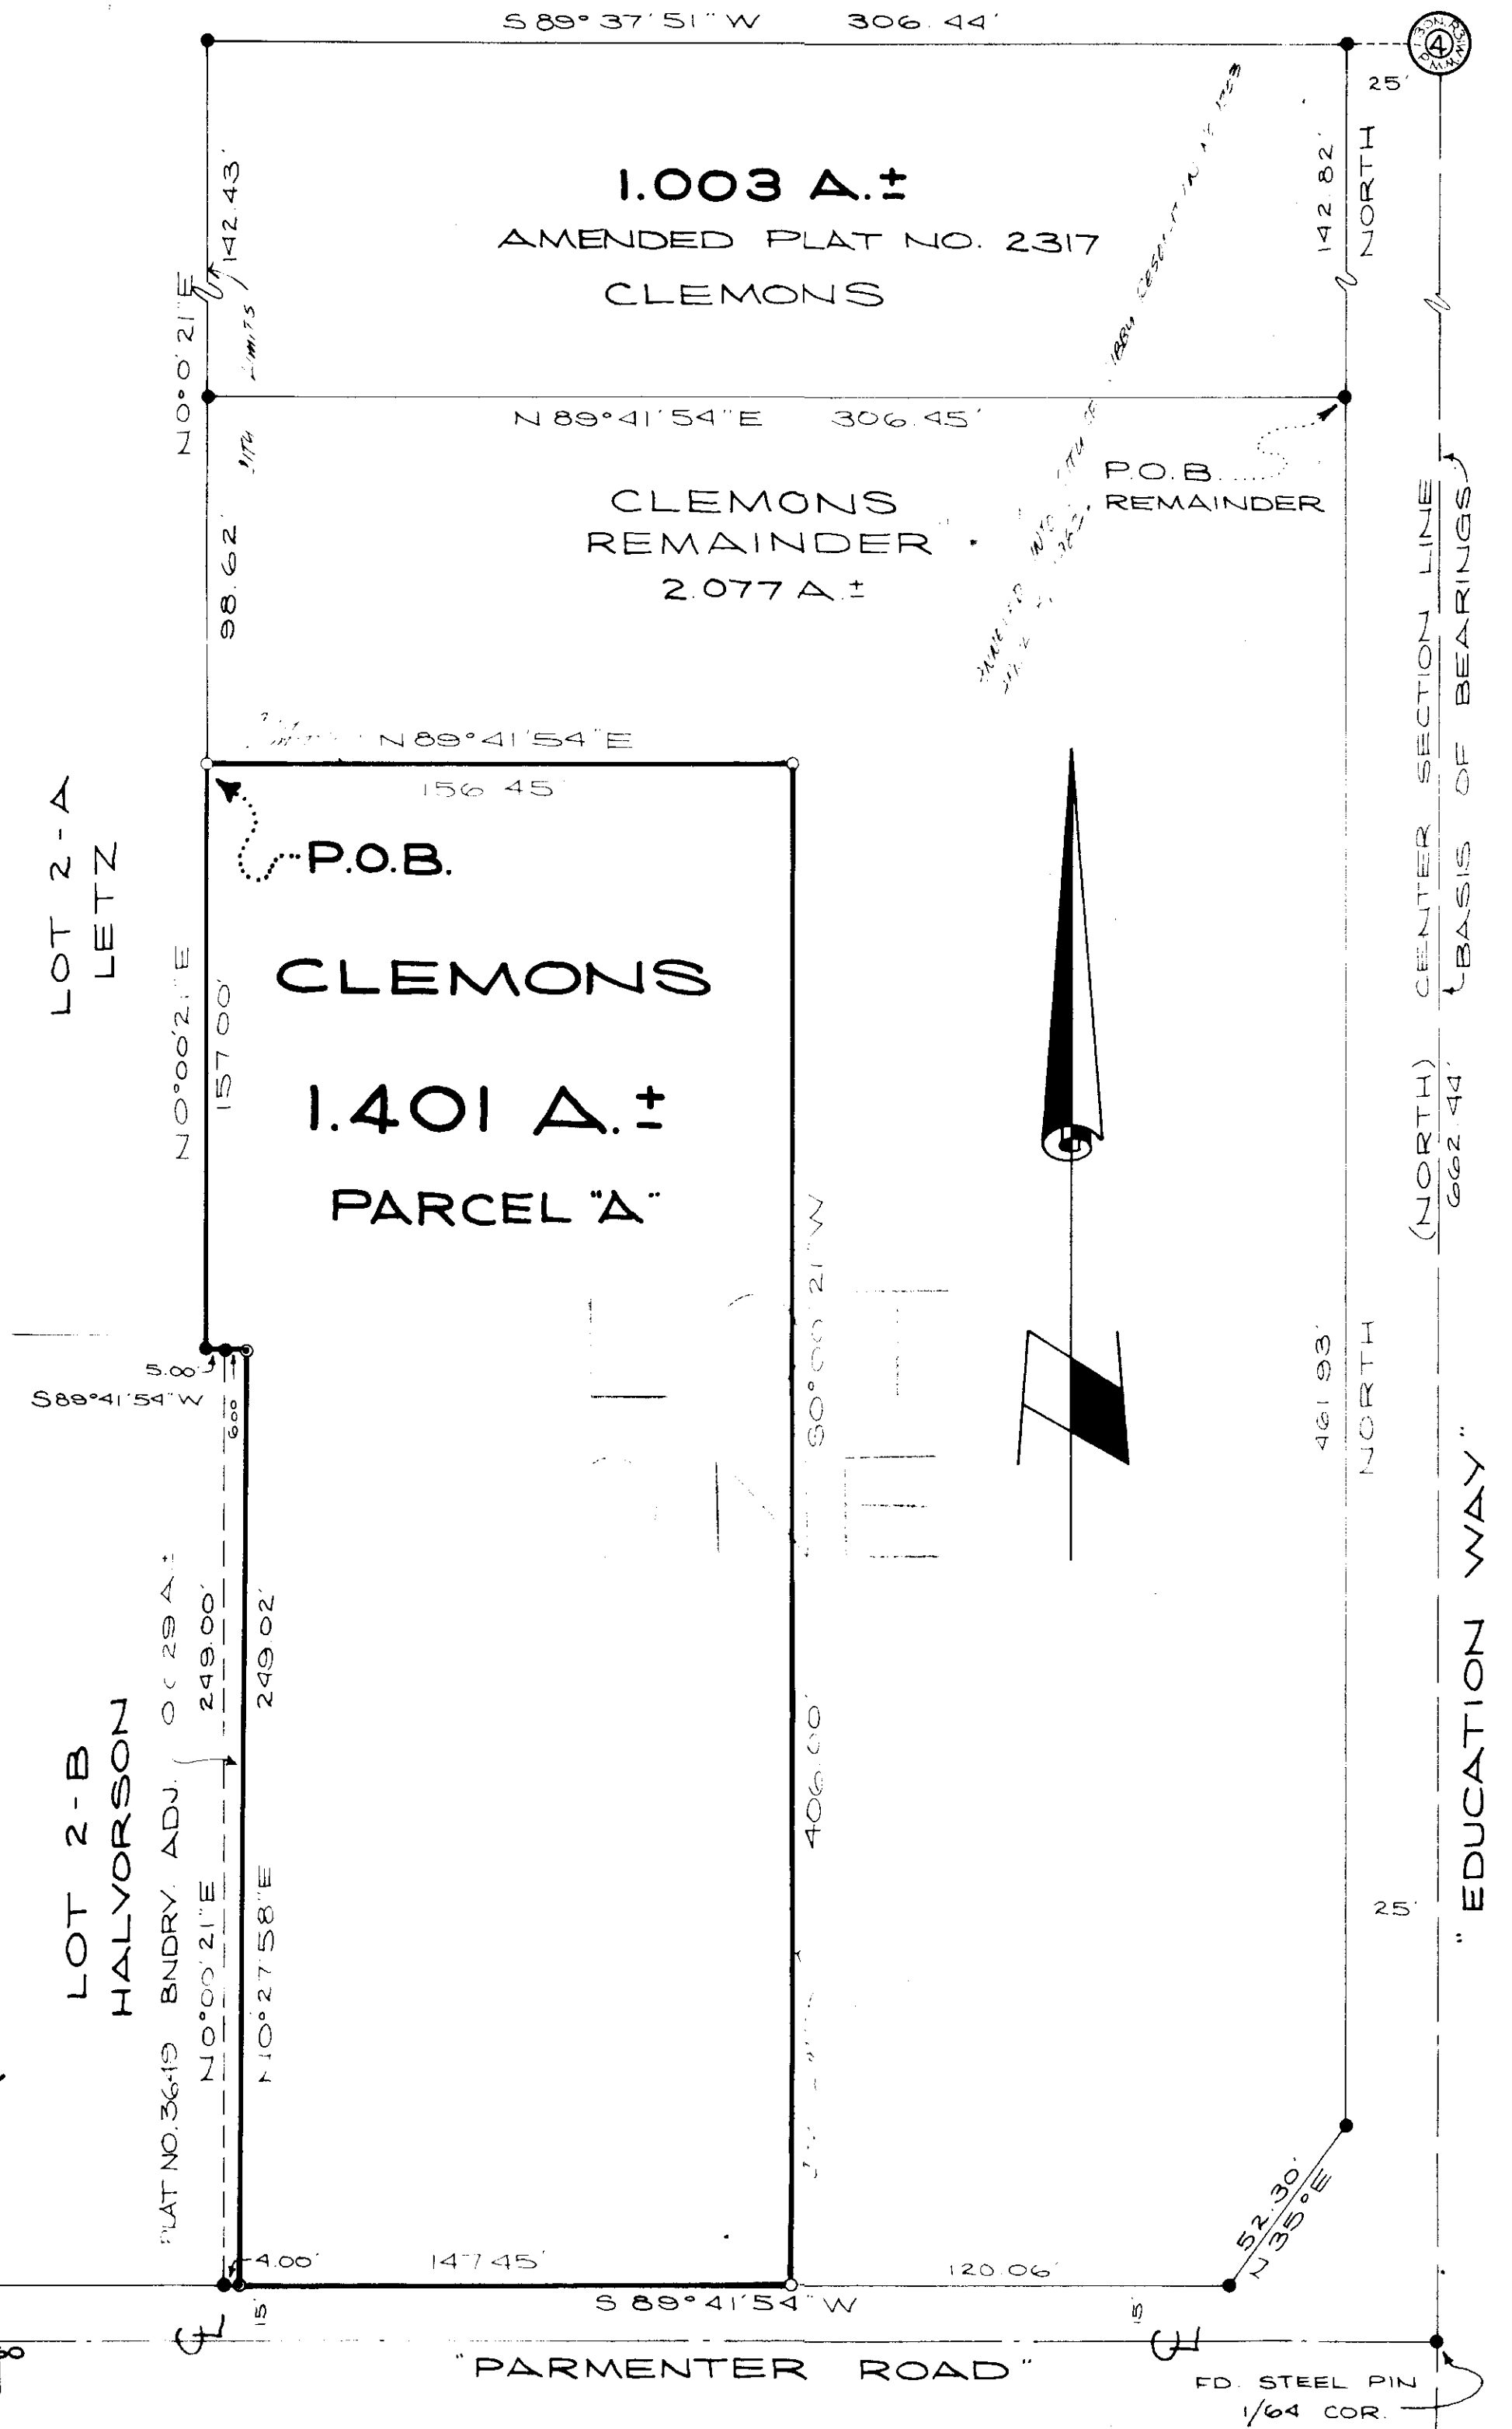 S 89° 37' 51" W 306.44'
4
25'
142.43'
N 0° 0' 21" E
1.003 A.±
AMENDED PLAT NO. 2317
CLEMONS
142.82'
NORTH
LIMITS
N 89° 41' 54" E 306.45'
P.O.B.
REMAINDER
98.62'
CLEMONS
REMAINDER
2.077 A.±
CENTER SECTION LINE
BASIS OF BEARINGS
(NORTH)
662.44'
N 89° 41' 54" E
156.45'
LOT 2-A
LETZ
P.O.B.
N 0° 00' 21" E
157.00'
CLEMONS
1.401 A.±
PARCEL "A"
LOT
ONE
S 0° 00' 21" W
406.00'
461.93'
NORTH
5.00'
S 89° 41' 54" W
6.00
LOT 2-B
HALVORSON
PLAT NO. 3649 BNDRY. ADJ. 0.029 A.±
N 0° 00' 21" E 249.00'
N 0° 27' 58" E 249.02'
"EDUCATION WAY"
25'
52.30'
N 35° E
4.00'
147.45'
120.06'
S 89° 41' 54" W
15'
15'
"PARMENTER ROAD"
FD. STEEL PIN
1/64 COR.